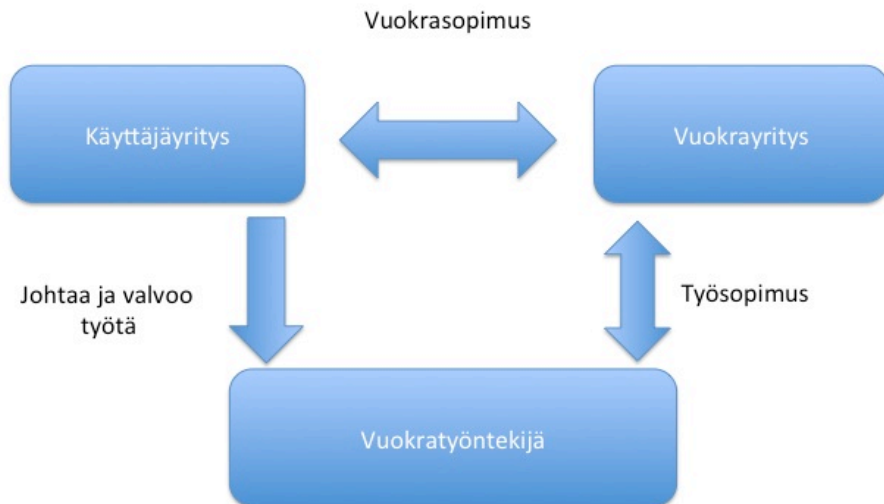 Vuokrasopimus
Käyttäjäyritys
Vuokrayritys
Johtaa ja valvoo
työtä
Työsopimus
Vuokratyöntekijä